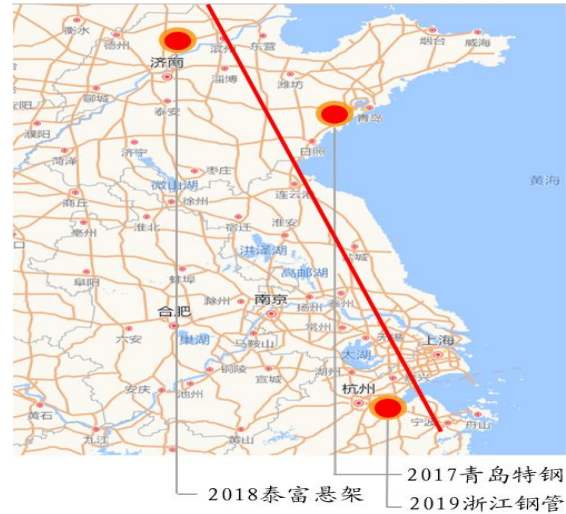 衡水
德州
滨州
东营
烟台
威海
济南
淄博
潍坊
聊城
泰安
青岛
濮阳
济宁
日照
菏泽
枣庄
微山湖
连云港
黄海
商丘
徐州
亳州
淮北
宿迁
淮安
洪泽湖
盐城
阜阳
蚌埠
高邮湖
滁州
南京
扬州
泰州
合肥
常州
六安
巢湖
马鞍山
无锡
上海
太湖
铜陵
宣城
湖州
安庆
池州
杭州
黄石
九江
黄山
宁波
舟山
2017青岛特钢
2018泰富悬架
2019浙江钢管